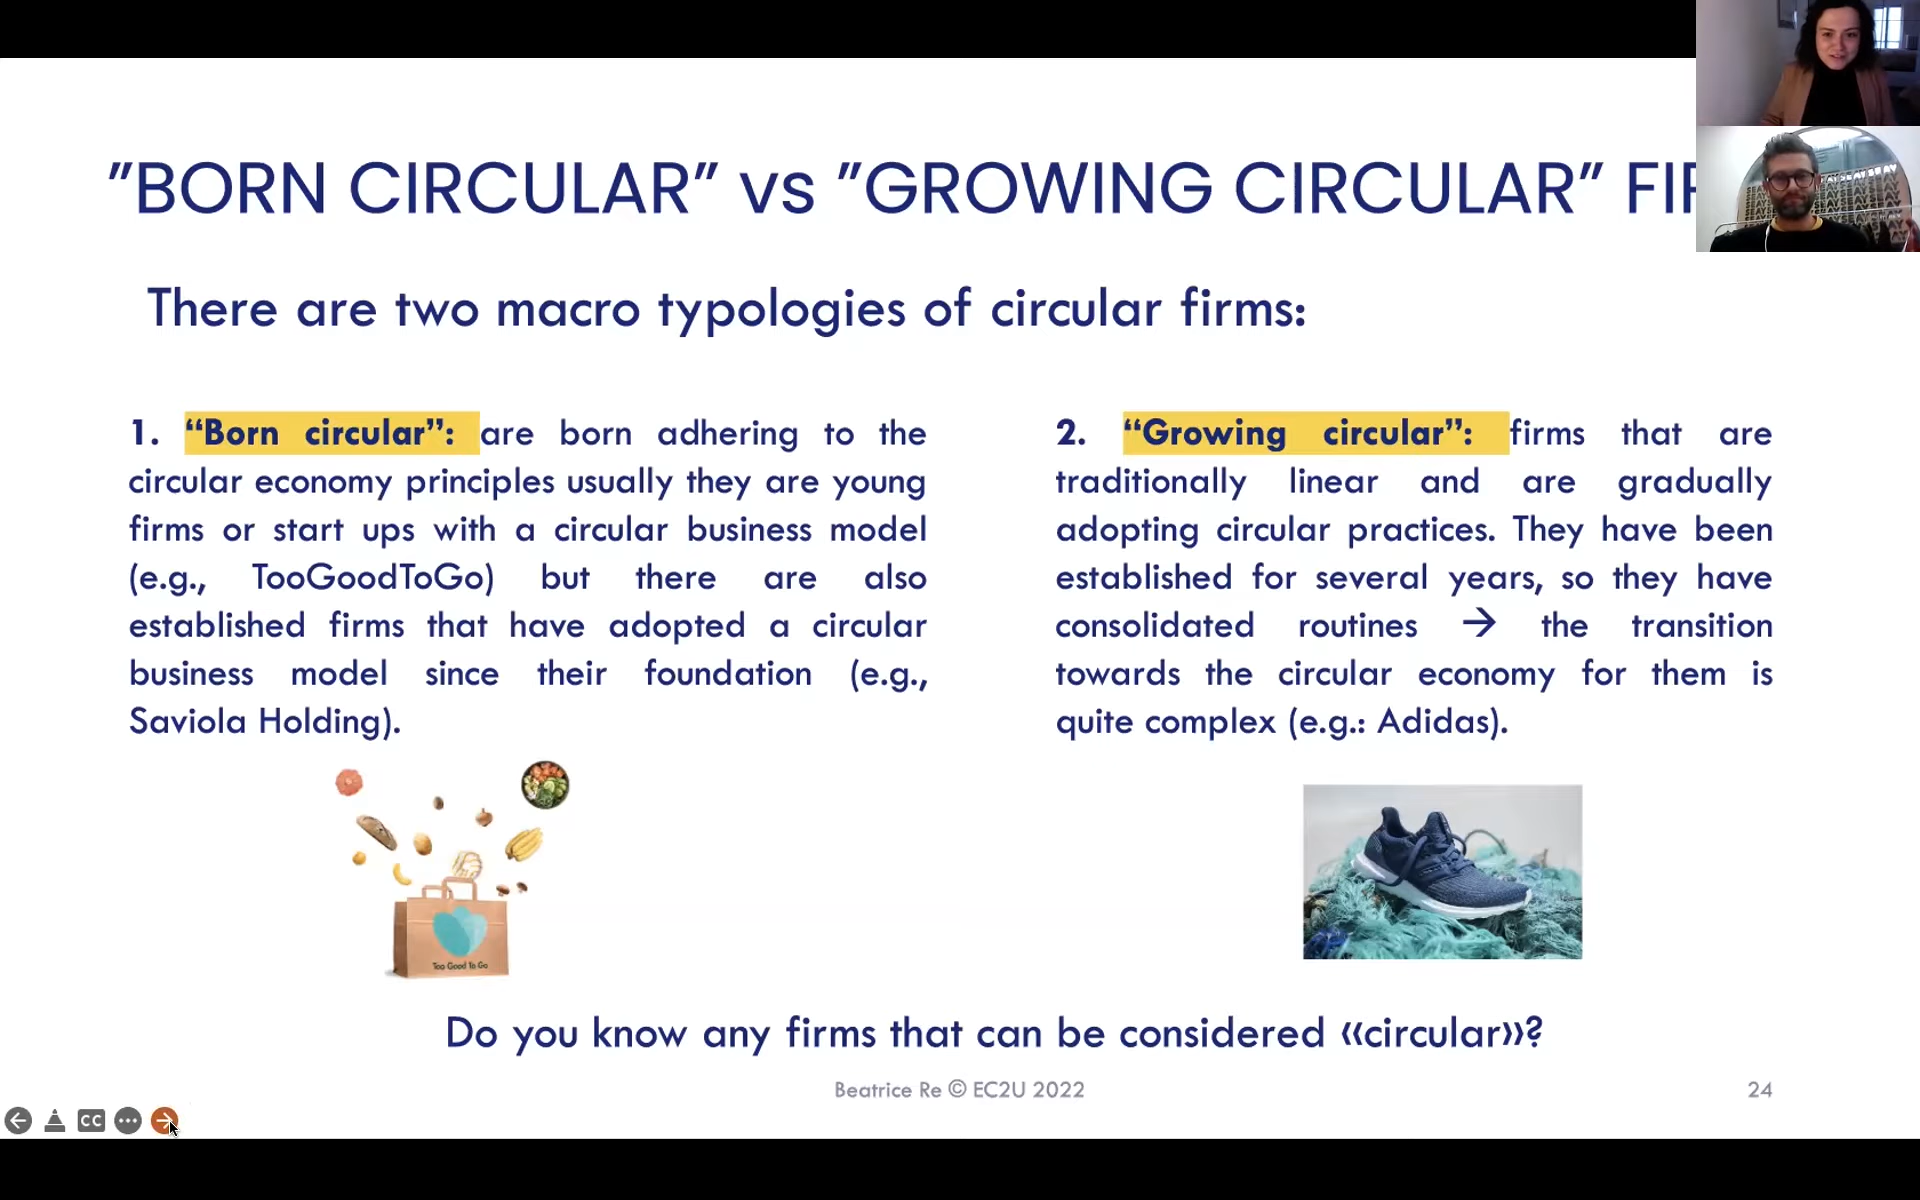 ”BORN CIRCULAR” vs ”GROWING CIRCULAR”
There are two macro typologies of circular firms:
1. “Born circular”: are born adhering to the
circular economy principles usually they are young
firms or start ups with a circular business model
(e.g., TooGoodToGo) but there are also
established firms that have adopted a circular
business model since their foundation (e.g.,
Saviola Holding).
2. “Growing circular”: firms that are
traditionally linear and are gradually
adopting circular practices. They have been
established for several years, so they have
consolidated routines → the transition
towards the circular economy for them is
quite complex (e.g.: Adidas).
Too Good To Go
Do you know any firms that can be considered «circular»?
Beatrice Re © EC2U 2022
24
CC